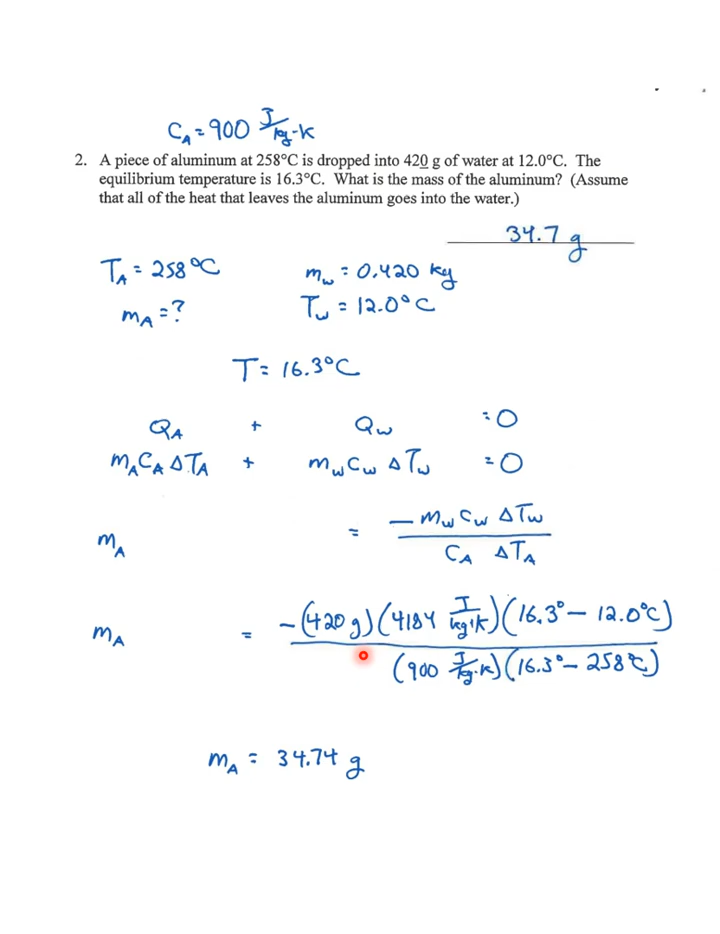 C_A = 900 J/kg·K
2. A piece of aluminum at 258°C is dropped into 420 g of water at 12.0°C. The
equilibrium temperature is 16.3°C. What is the mass of the aluminum? (Assume
that all of the heat that leaves the aluminum goes into the water.)
34.7 g
T_A = 258°C m_w = 0.420 kg
m_A = ? T_w = 12.0°C
T = 16.3°C
Q_A + Q_w = 0
m_A C_A ΔT_A + m_w C_w ΔT_w = 0
m_A = -m_w C_w ΔT_w / C_A ΔT_A
m_A = -(420 g)(4184 J/kg·K)(16.3° - 12.0°C) / (900 J/kg·K)(16.3° - 258°C)
m_A = 34.74 g